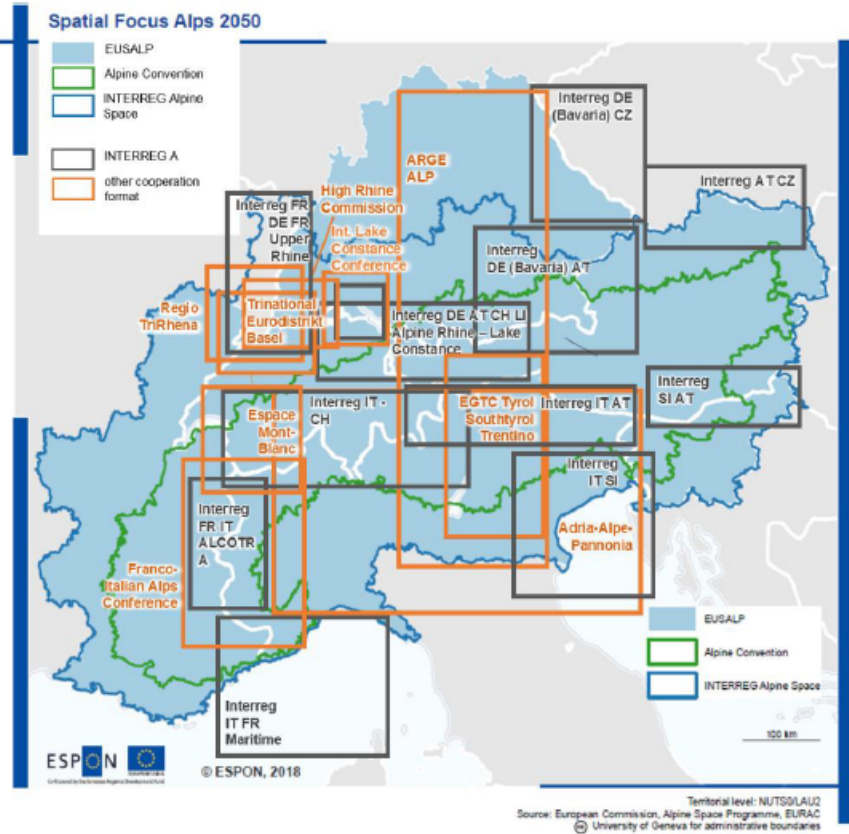 Spatial Focus Alps 2050
EUSALP
Alpine Convention
INTERREG Alpine
Space
INTERREG A
other cooperation
format
Interreg DE
(Bavaria) CZ
ARGE
ALP
Interreg AT CZ
High Rhine
Commission
Interreg FR
DE FR
Upper
Rhine
Int. Lake
Constance
Conference
Interreg
DE (Bavaria) AT
Regio
TriRhena
Trinational
Eurodistrikt
Basel
Interreg DE AT CH LI
Alpine Rhine – Lake
Constance
Interreg
SI AT
Interreg IT -
CH
EGTC Tyrol
Southtyrol
Trentino
Interreg IT AT
Espace
Mont-
Blanc
Interreg
IT SI
Interreg
FR IT
ALCOTR
A
Adria-Alpe-
Pannonia
Franco-
Italian Alps
Conference
EUSALP
Alpine Convention
INTERREG Alpine Space
Interreg
IT FR
Maritime
100 km
ESPON
© ESPON, 2018
Territorial level: NUTS0/LAU2
Source: European Commission, Alpine Space Programme, EURAC
University of Geneva for administrative boundaries